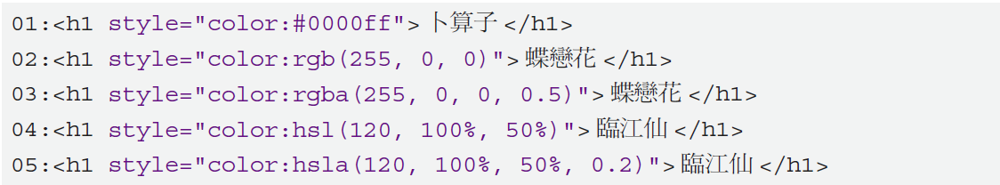 01:<h1 style="color:#0000ff">卜算子</h1>
02:<h1 style="color:rgb(255, 0, 0)">蝶戀花</h1>
03:<h1 style="color:rgba(255, 0, 0, 0.5)">蝶戀花</h1>
04:<h1 style="color:hsl(120, 100%, 50%)">臨江仙</h1>
05:<h1 style="color:hsla(120, 100%, 50%, 0.2)">臨江仙</h1>